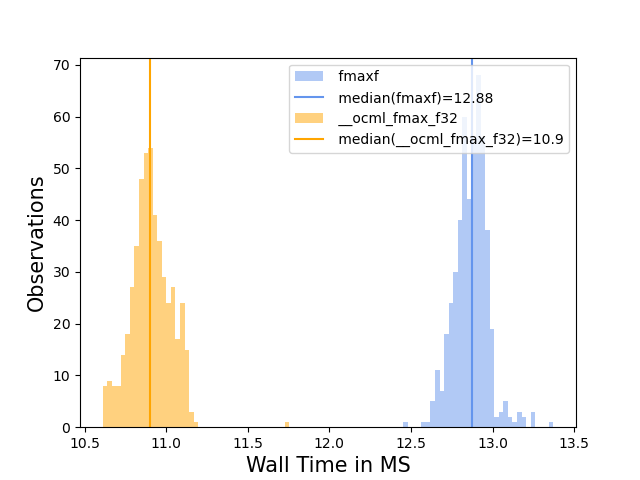 70
60
50
40
30
20
10
0
Observations
fmaxf
median(fmaxf)=12.88
__ocml_fmax_f32
median(__ocml_fmax_f32)=10.9
10.5 11.0 11.5 12.0 12.5 13.0 13.5
Wall Time in MS